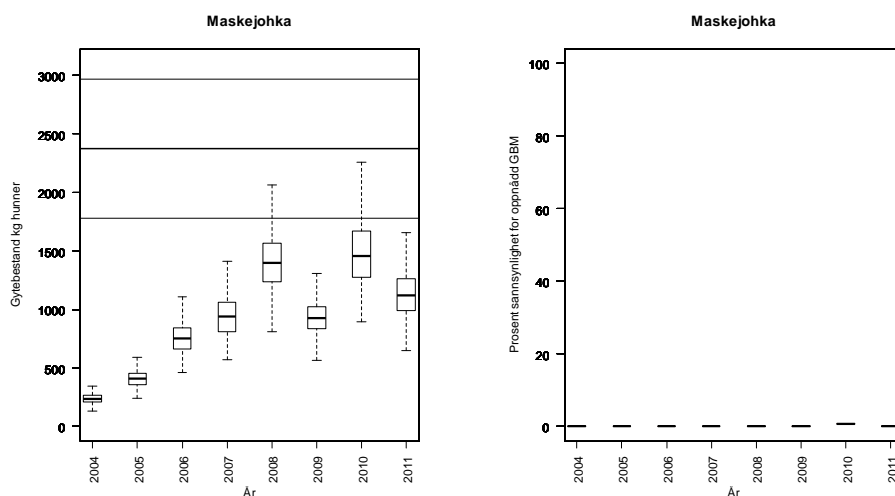 Maskejohka
Gytebestand kg hunner
3000
2500
2000
1500
1000
500
0
2004 2005 2006 2007 2008 2009 2010 2011
År
Maskejohka
Prosent sannsynlighet for oppnådd GBM
100
80
60
40
20
0
2004 2005 2006 2007 2008 2009 2010 2011
År